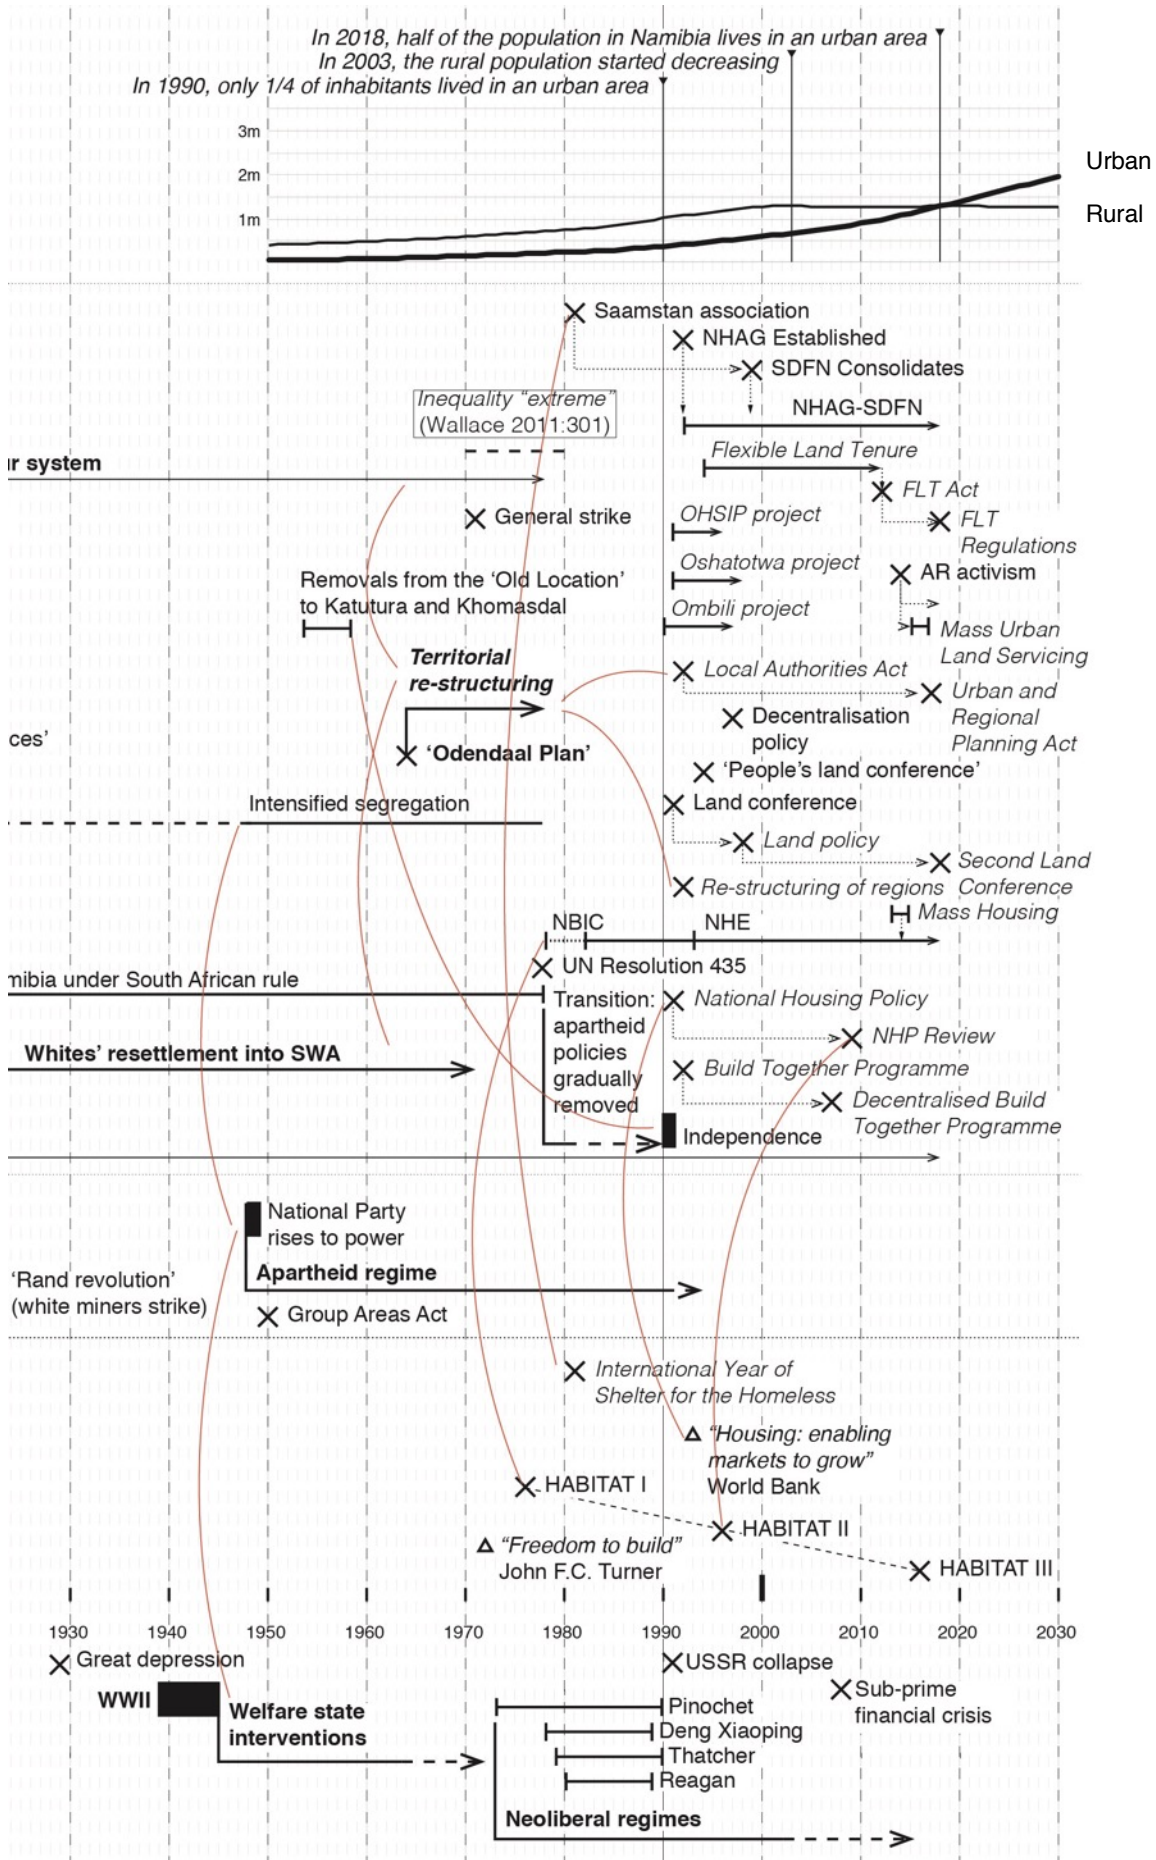 In 2018, half of the population in Namibia lives in an urban area
In 2003, the rural population started decreasing
In 1990, only 1/4 of inhabitants lived in an urban area
3m
2m
1m
Urban
Rural
Saamstan association
NHAG Established
SDFN Consolidates
Inequality “extreme”
(Wallace 2011:301)
NHAG-SDFN
Flexible Land Tenure
system
FLT Act
General strike
OHSIP project
FLT
Regulations
Oshatotwa project
AR activism
Removals from the ‘Old Location’
to Katutura and Khomasdal
Ombili project
Mass Urban
Land Servicing
Territorial
re-structuring
Local Authorities Act
Urban and
Regional
Planning Act
Decentralisation
policy
ces’
‘Odendaal Plan’
‘People’s land conference’
Intensified segregation
Land conference
Land policy
Second Land
Conference
Re-structuring of regions
Mass Housing
NBIC
NHE
UN Resolution 435
mibia under South African rule
Transition:
apartheid
policies
gradually
removed
National Housing Policy
NHP Review
Whites’ resettlement into SWA
Build Together Programme
Decentralised Build
Together Programme
Independence
National Party
rises to power
‘Rand revolution’
(white miners strike)
Apartheid regime
Group Areas Act
International Year of
Shelter for the Homeless
“Housing: enabling
markets to grow”
World Bank
HABITAT I
HABITAT II
“Freedom to build”
John F.C. Turner
HABITAT III
1930 1940 1950 1960 1970 1980 1990 2000 2010 2020 2030
Great depression
USSR collapse
WWII
Welfare state
interventions
Sub-prime
financial crisis
Pinochet
Deng Xiaoping
Thatcher
Reagan
Neoliberal regimes